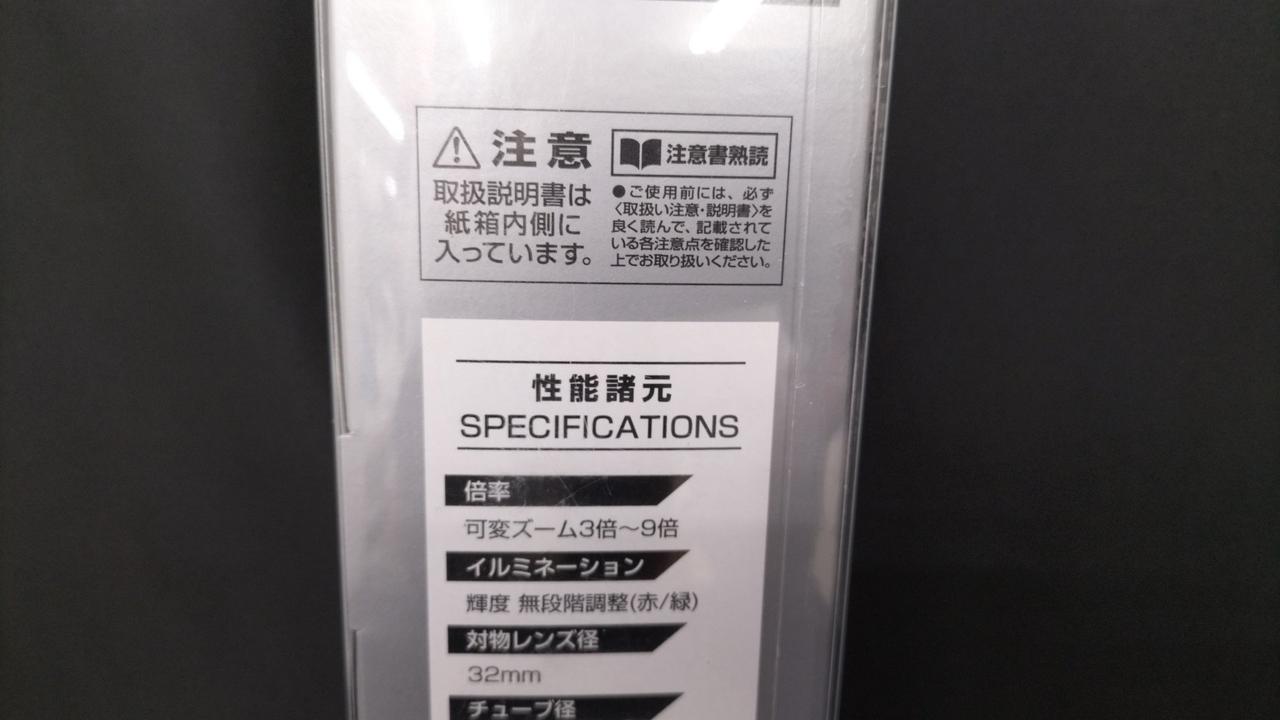 注意
取扱説明書は
紙箱内側に
入っています。
注意書熟読
●ご使用前には、必ず
〈取扱い注意・説明書〉を
良く読んで、記載されて
いる各注意点を確認した
上でお取り扱いください。
性能諸元
SPECIFICATIONS
倍率
可変ズーム3倍～9倍
イルミネーション
輝度 無段階調整(赤/緑)
対物レンズ径
32mm
チューブ径